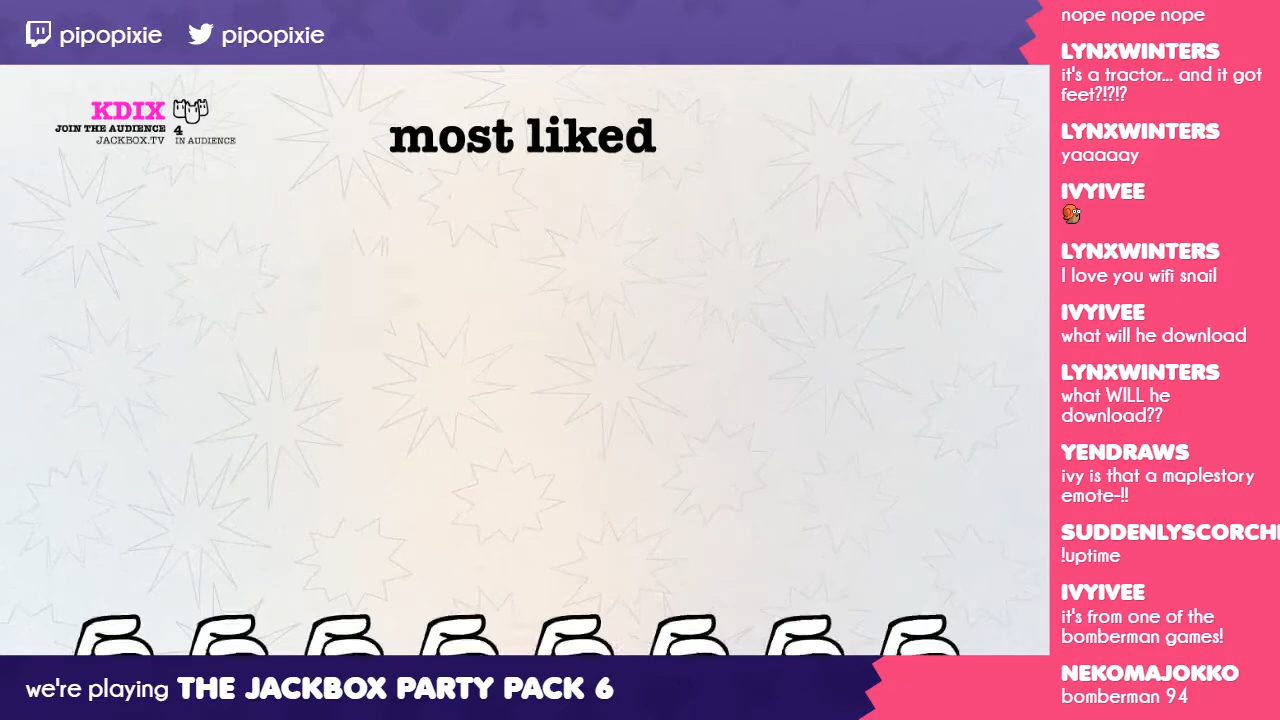 pipopixie pipopixie
KDIX
JOIN THE AUDIENCE 4
JACKBOX.TV IN AUDIENCE
most liked
we're playing THE JACKBOX PARTY PACK 6
nope nope nope
LYNXWINTERS
it's a tractor... and it got
feet?!?!?
LYNXWINTERS
yaaaaay
IVYIVEE
LYNXWINTERS
I love you wifi snail
IVYIVEE
what will he download
LYNXWINTERS
what WILL he
download??
YENDRAWS
ivy is that a maplestory
emote-!!
SUDDENLYSCORCH
!uptime
IVYIVEE
it's from one of the
bomberman games!
NEKOMAJOKKO
bomberman 94